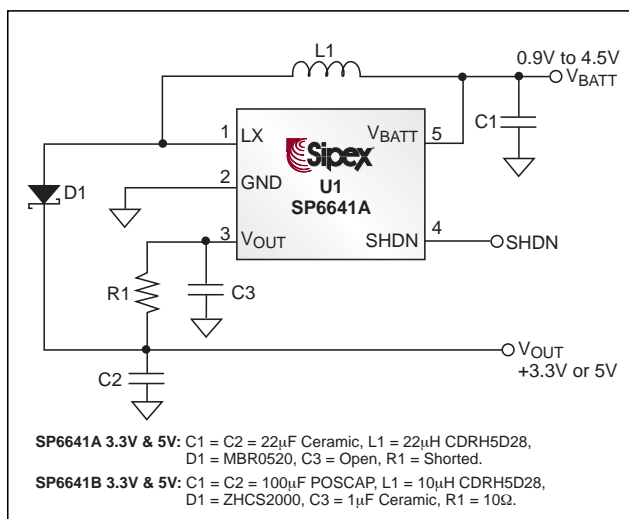 L1
0.9V to 4.5V
VBATT
1 LX
VBATT 5
C1
Sipex
2 GND
U1
SP6641A
D1
3 VOUT
SHDN 4
SHDN
R1
C3
VOUT
+3.3V or 5V
C2
SP6641A 3.3V & 5V: C1 = C2 = 22μF Ceramic, L1 = 22μH CDRH5D28,
D1 = MBR0520, C3 = Open, R1 = Shorted.
SP6641B 3.3V & 5V: C1 = C2 = 100μF POSCAP, L1 = 10μH CDRH5D28,
D1 = ZHCS2000, C3 = 1μF Ceramic, R1 = 10Ω.